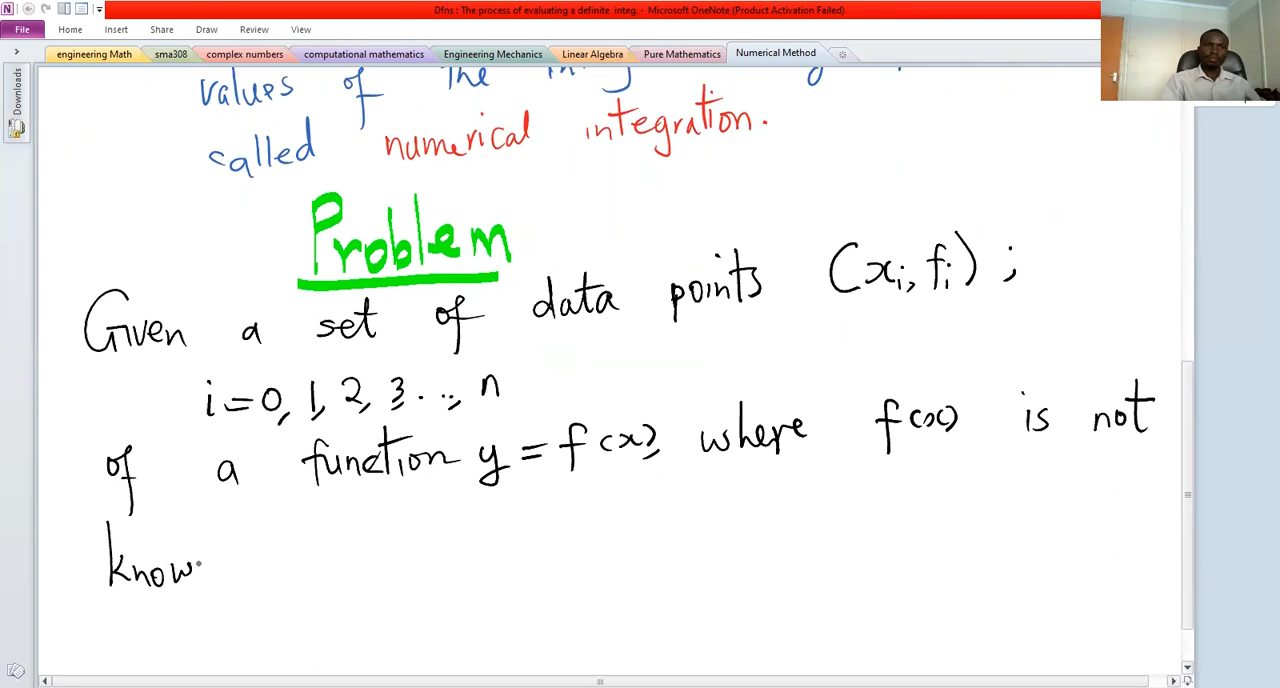 Dfns : The process of evaluating a definite integ. - Microsoft OneNote (Product Activation Failed)
File Home Insert Share Draw Review View
engineering Math sma308 complex numbers computational mathematics Engineering Mechanics Linear Algebra Pure Mathematics Numerical Method
Downloads
values of the
called numerical integration.
Problem
Given a set of data points (xi, fi) ;
i=0, 1, 2, 3..., n
of a function y = f(x), where f(x) is not
know